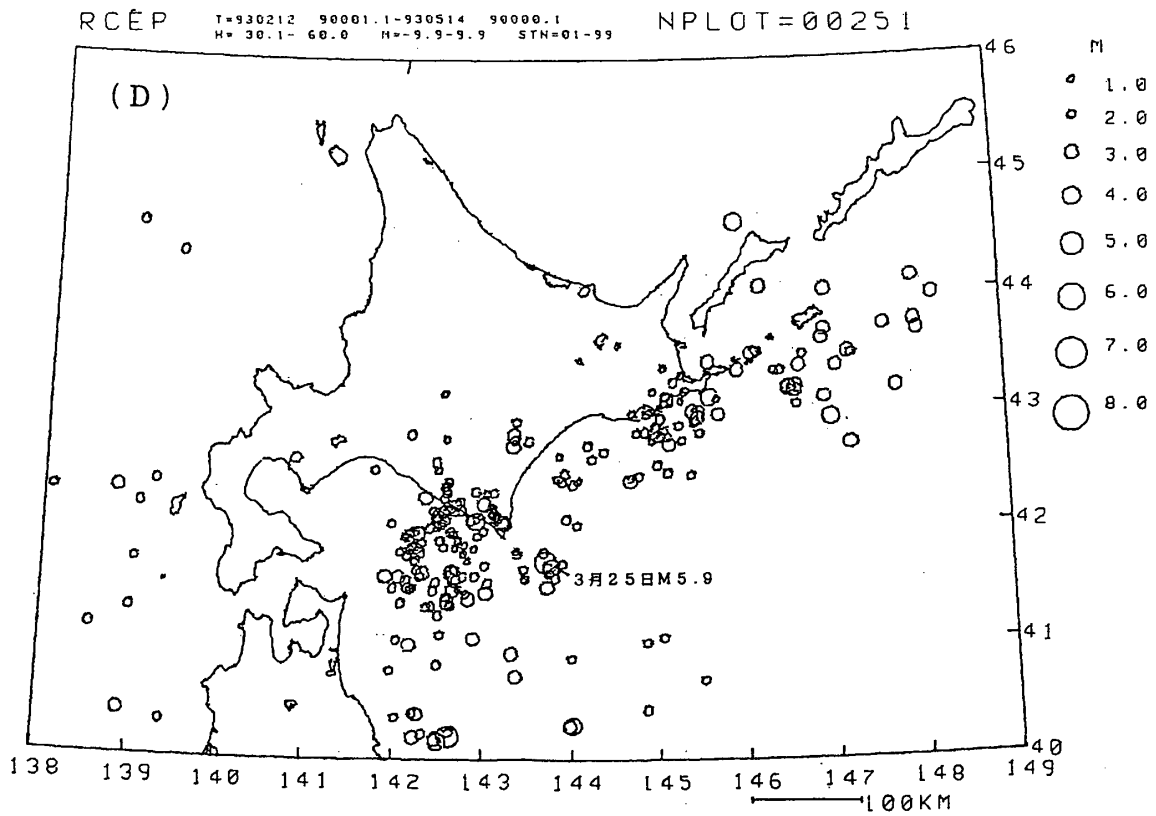 RCEP T=930212 90001.1-930514 90000.1 NPLOT=00251
H= 30.1- 60.0 M=-9.9-9.9 STN=01-99
(D)
46
45
44
43
42
41
40
M
1.0
2.0
3.0
4.0
5.0
6.0
7.0
8.0
3月25日M5.9
138 139 140 141 142 143 144 145 146 147 148 149
100KM